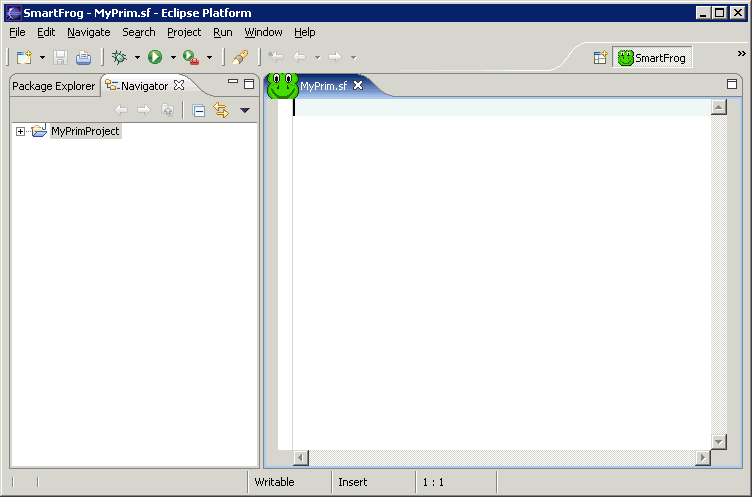 SmartFrog - MyPrim.sf - Eclipse Platform
File Edit Navigate Search Project Run Window Help
SmartFrog
Package Explorer Navigator
MyPrim.sf
MyPrimProject
Writable Insert 1 : 1